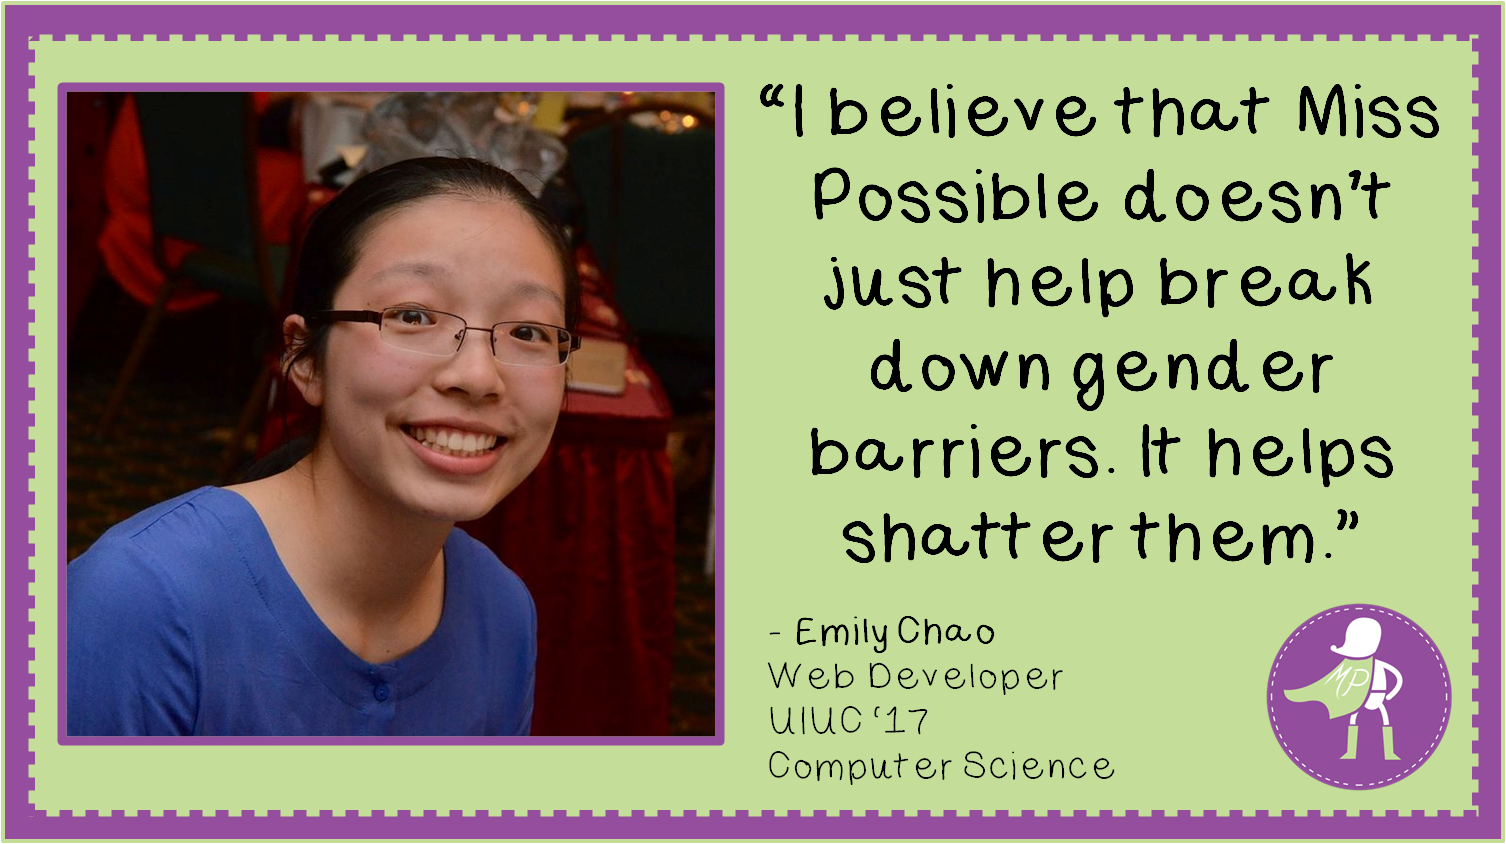 “I believe that Miss
Possible doesn't
just help break
down gender
barriers. It helps
shatter them.”
- Emily Chao
Web Developer
UIUC ‘17
Computer Science
MP